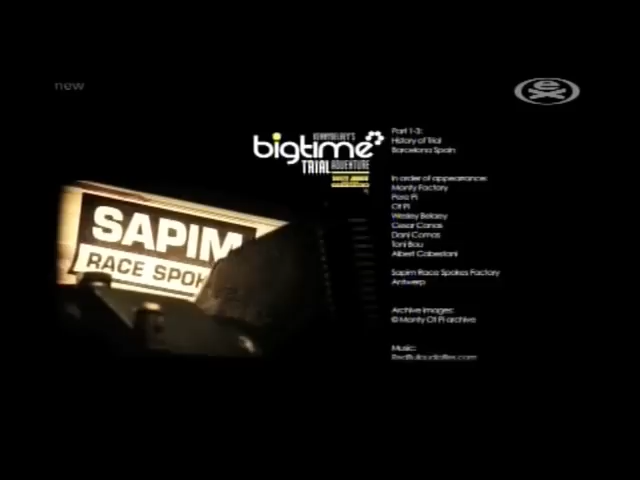 new
KENNY BELAEY'S
bigtime
TRIAL ADVENTURE
SAPIM
RACE SPOK
Part 1-3:
History of Trial
Barcelona Spain
In order of appearance:
Monty Factory
Pere Pi
Ot Pi
Wesley Belaey
Cesar Canas
Dani Comas
Toni Bou
Albert Cabestani
Sapim Race Spokes Factory
Antwerp
Archive images:
© Monty Ot Pi archive
Music: